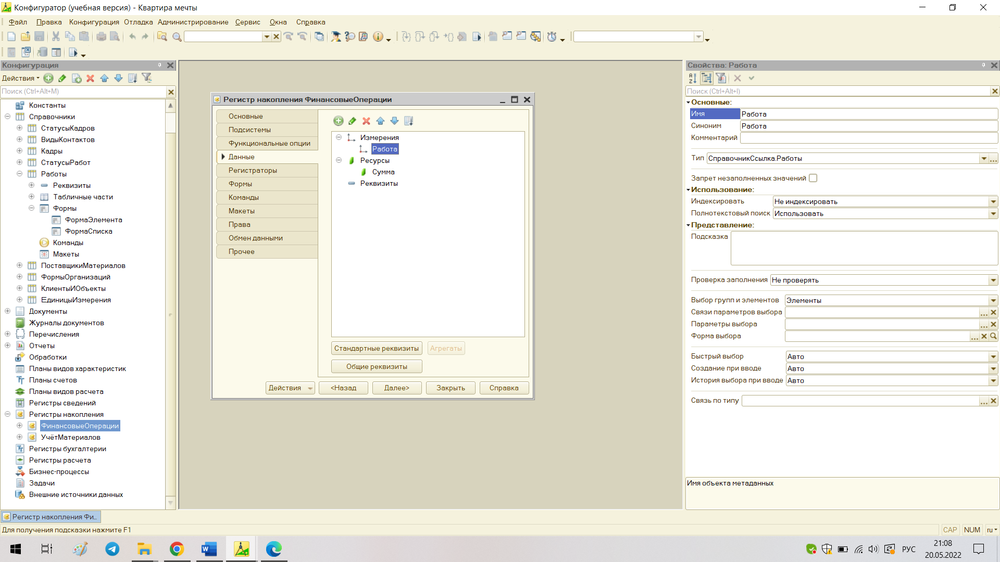 Конфигуратор (учебная версия) - Квартира мечты
Файл Правка Конфигурация Отладка Администрирование Сервис Окна Справка
Конфигурация
Действия
Поиск (Ctrl+Alt+M)
Константы
Справочники
СтатусыКадров
ВидыКонтактов
Кадры
СтатусыРабот
Работы
Реквизиты
Табличные части
Формы
ФормаЭлемента
ФормаСписка
Команды
Макеты
ПоставщикиМатериалов
ФормыОрганизаций
КлиентыИОбъекты
ЕдиницыИзмерения
Документы
Журналы документов
Перечисления
Отчеты
Обработки
Планы видов характеристик
Планы счетов
Планы видов расчета
Регистры сведений
Регистры накопления
ФинансовыеОперации
УчётМатериалов
Регистры бухгалтерии
Регистры расчета
Бизнес-процессы
Задачи
Внешние источники данных
Регистр накопления ФинансовыеОперации
Основные
Подсистемы
Функциональные опции
Данные
Регистраторы
Формы
Команды
Макеты
Права
Обмен данными
Прочее
Измерения
Работа
Ресурсы
Сумма
Реквизиты
Стандартные реквизиты Агрегаты
Общие реквизиты
Действия <Назад Далее> Закрыть Справка
Свойства: Работа
Поиск (Ctrl+Alt+I)
Основные:
Имя Работа
Синоним Работа
Комментарий
Тип СправочникСсылка.Работы ...
Запрет незаполненных значений
Использование:
Индексировать Не индексировать
Полнотекстовый поиск Использовать
Представление:
Подсказка
Проверка заполнения Не проверять
Выбор групп и элементов Элементы
Связи параметров выбора ...
Параметры выбора ...
Форма выбора ...
Быстрый выбор Авто
Создание при вводе Авто
История выбора при вводе Авто
Связь по типу ...
Имя объекта метаданных
Регистр накопления Фи...
Для получения подсказки нажмите F1
CAP NUM ru
РУС
21:08
20.05.2022